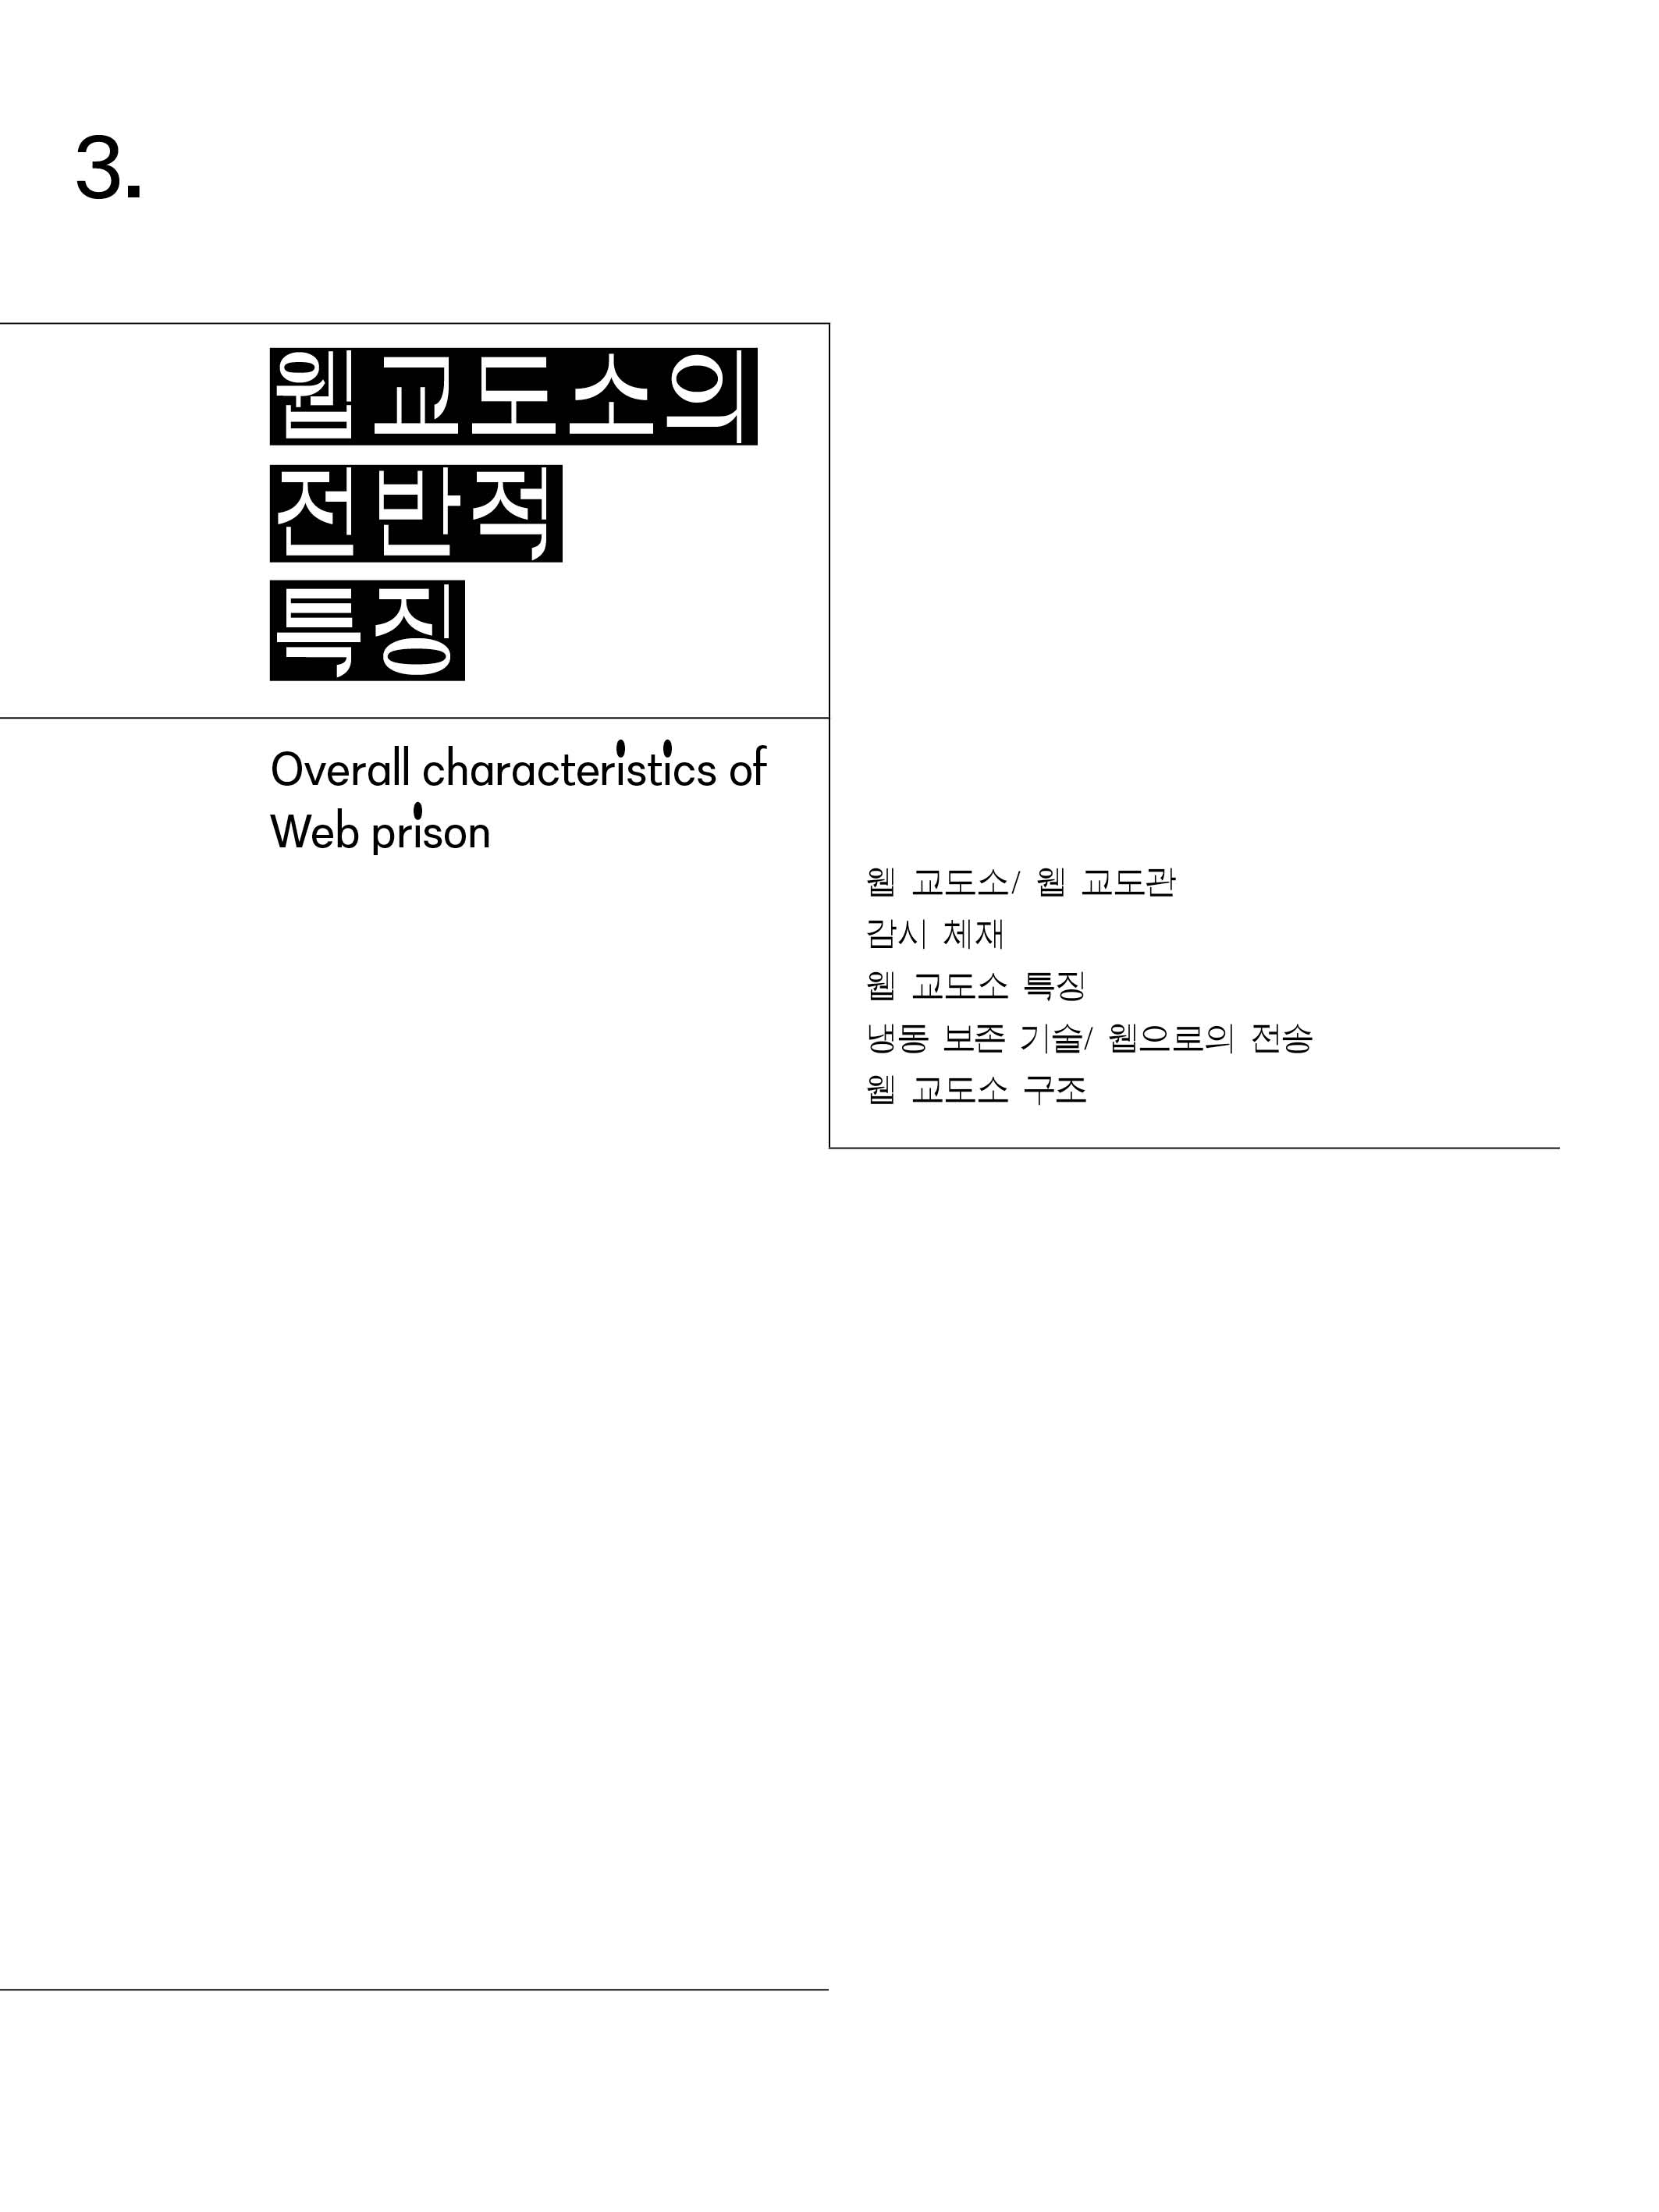 3.
웹교도소의
전반적
특징
Overall characteristics of
Web prison
웹 교도소/ 웹 교도관
감시 체재
웹 교도소 특징
냉동 보존 기술/ 웹으로의 전송
웹 교도소 구조